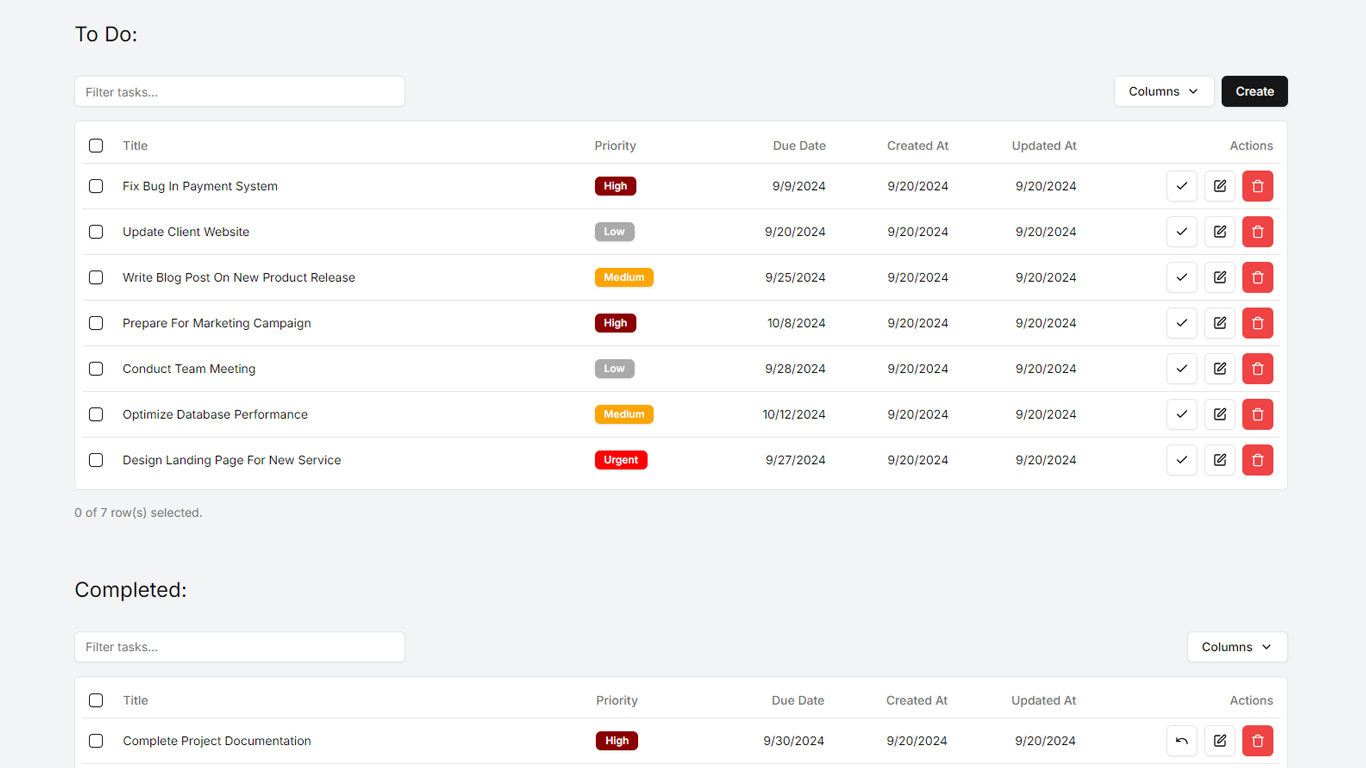 To Do:
Filter tasks... Columns Create
Title Priority Due Date Created At Updated At Actions
Fix Bug In Payment System High 9/9/2024 9/20/2024 9/20/2024
Update Client Website Low 9/20/2024 9/20/2024 9/20/2024
Write Blog Post On New Product Release Medium 9/25/2024 9/20/2024 9/20/2024
Prepare For Marketing Campaign High 10/8/2024 9/20/2024 9/20/2024
Conduct Team Meeting Low 9/28/2024 9/20/2024 9/20/2024
Optimize Database Performance Medium 10/12/2024 9/20/2024 9/20/2024
Design Landing Page For New Service Urgent 9/27/2024 9/20/2024 9/20/2024
0 of 7 row(s) selected.
Completed:
Filter tasks... Columns
Title Priority Due Date Created At Updated At Actions
Complete Project Documentation High 9/30/2024 9/20/2024 9/20/2024